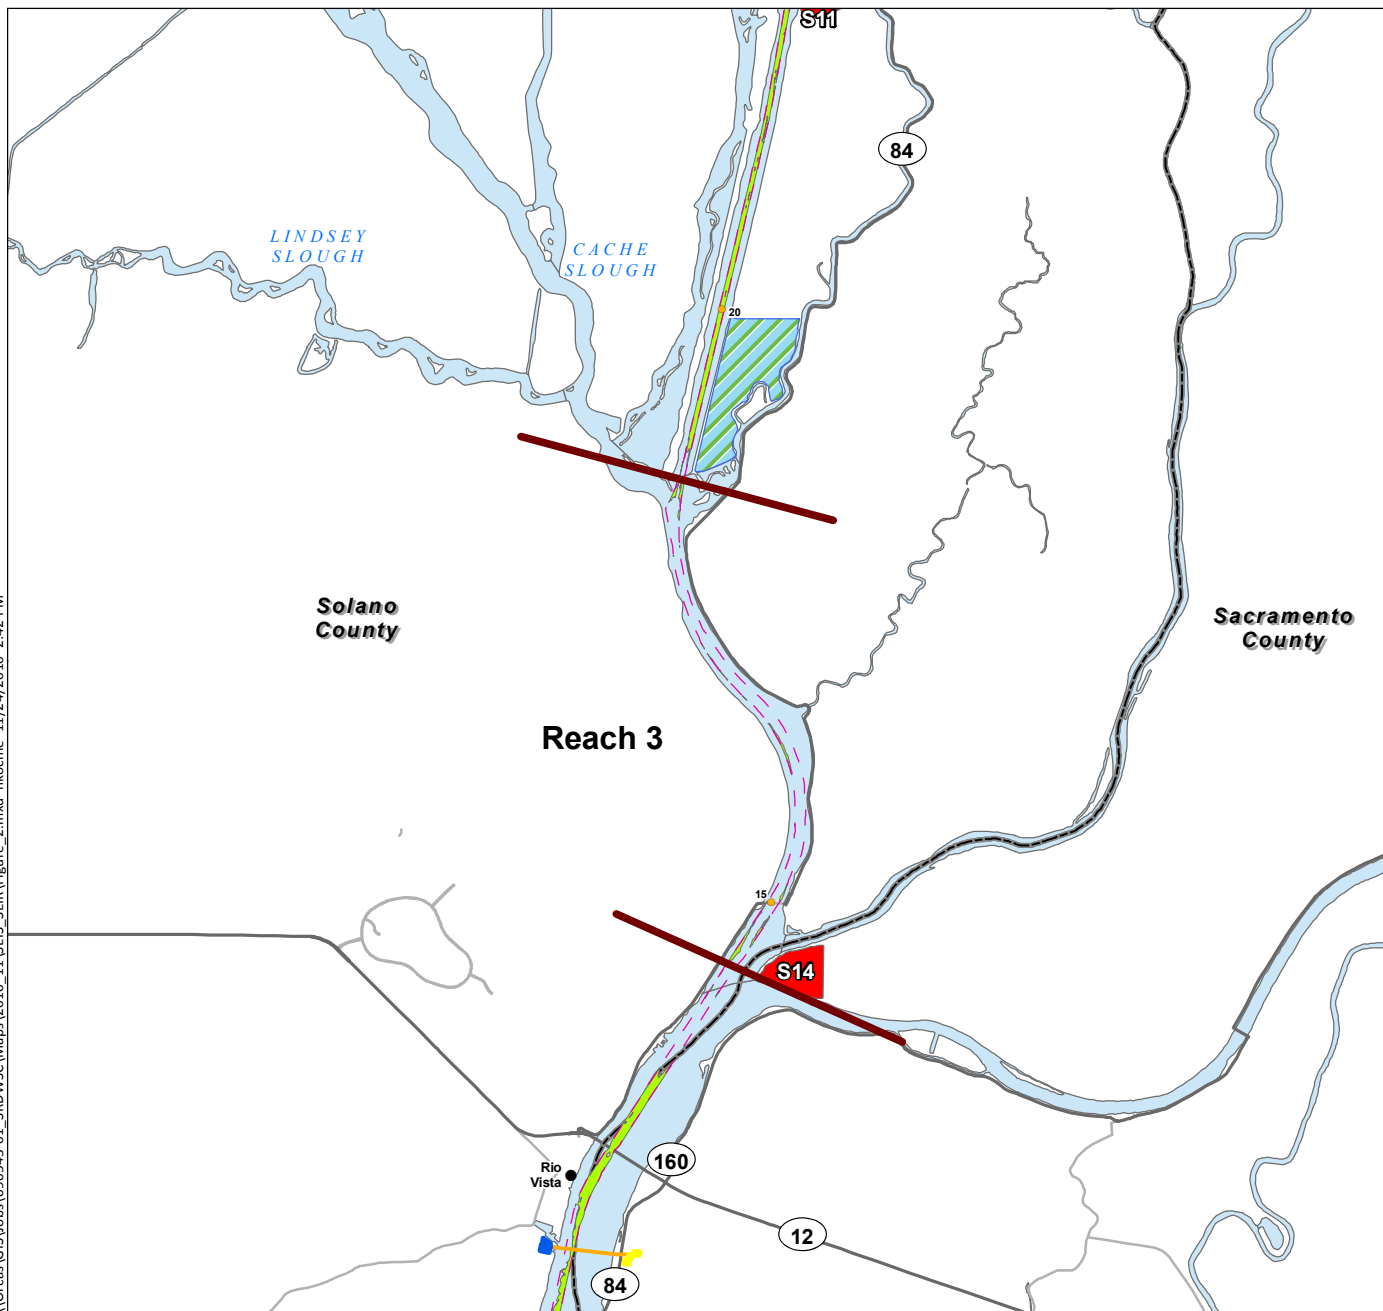 S11
84
LINDSEY
SLOUGH
CACHE
SLOUGH
20
Solano
County
Sacramento
County
Reach 3
15
S14
Rio
Vista
160
12
84